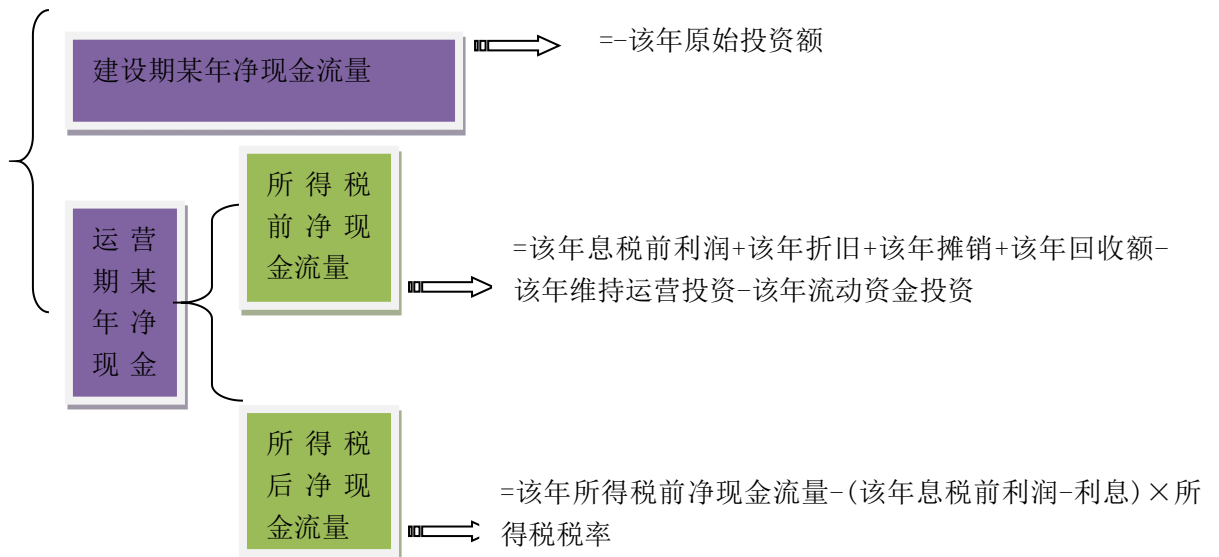 =-该年原始投资额
建设期某年净现金流量
所得税
前净现
金流量
运营
期某
年净
现金
=该年息税前利润+该年折旧+该年摊销+该年回收额-
该年维持运营投资-该年流动资金投资
所得税
后净现
金流量
=该年所得税前净现金流量-(该年息税前利润-利息)×所
得税税率